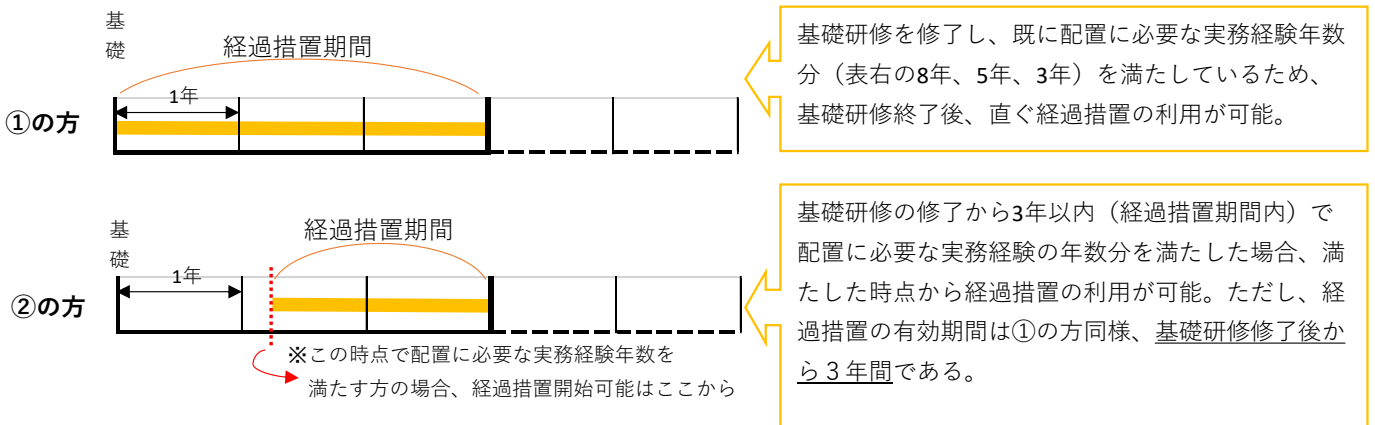 基
礎
経過措置期間
1年
①の方
基礎研修を修了し、既に配置に必要な実務経験年数
分（表右の8年、5年、3年）を満たしているため、
基礎研修終了後、直ぐ経過措置の利用が可能。
基
礎
経過措置期間
1年
②の方
※この時点で配置に必要な実務経験年数を
満たす方の場合、経過措置開始可能はここから
基礎研修の修了から3年以内（経過措置期間内）で
配置に必要な実務経験の年数分を満たした場合、満
たした時点から経過措置の利用が可能。ただし、経
過措置の有効期間は①の方同様、基礎研修修了後か
ら３年間である。